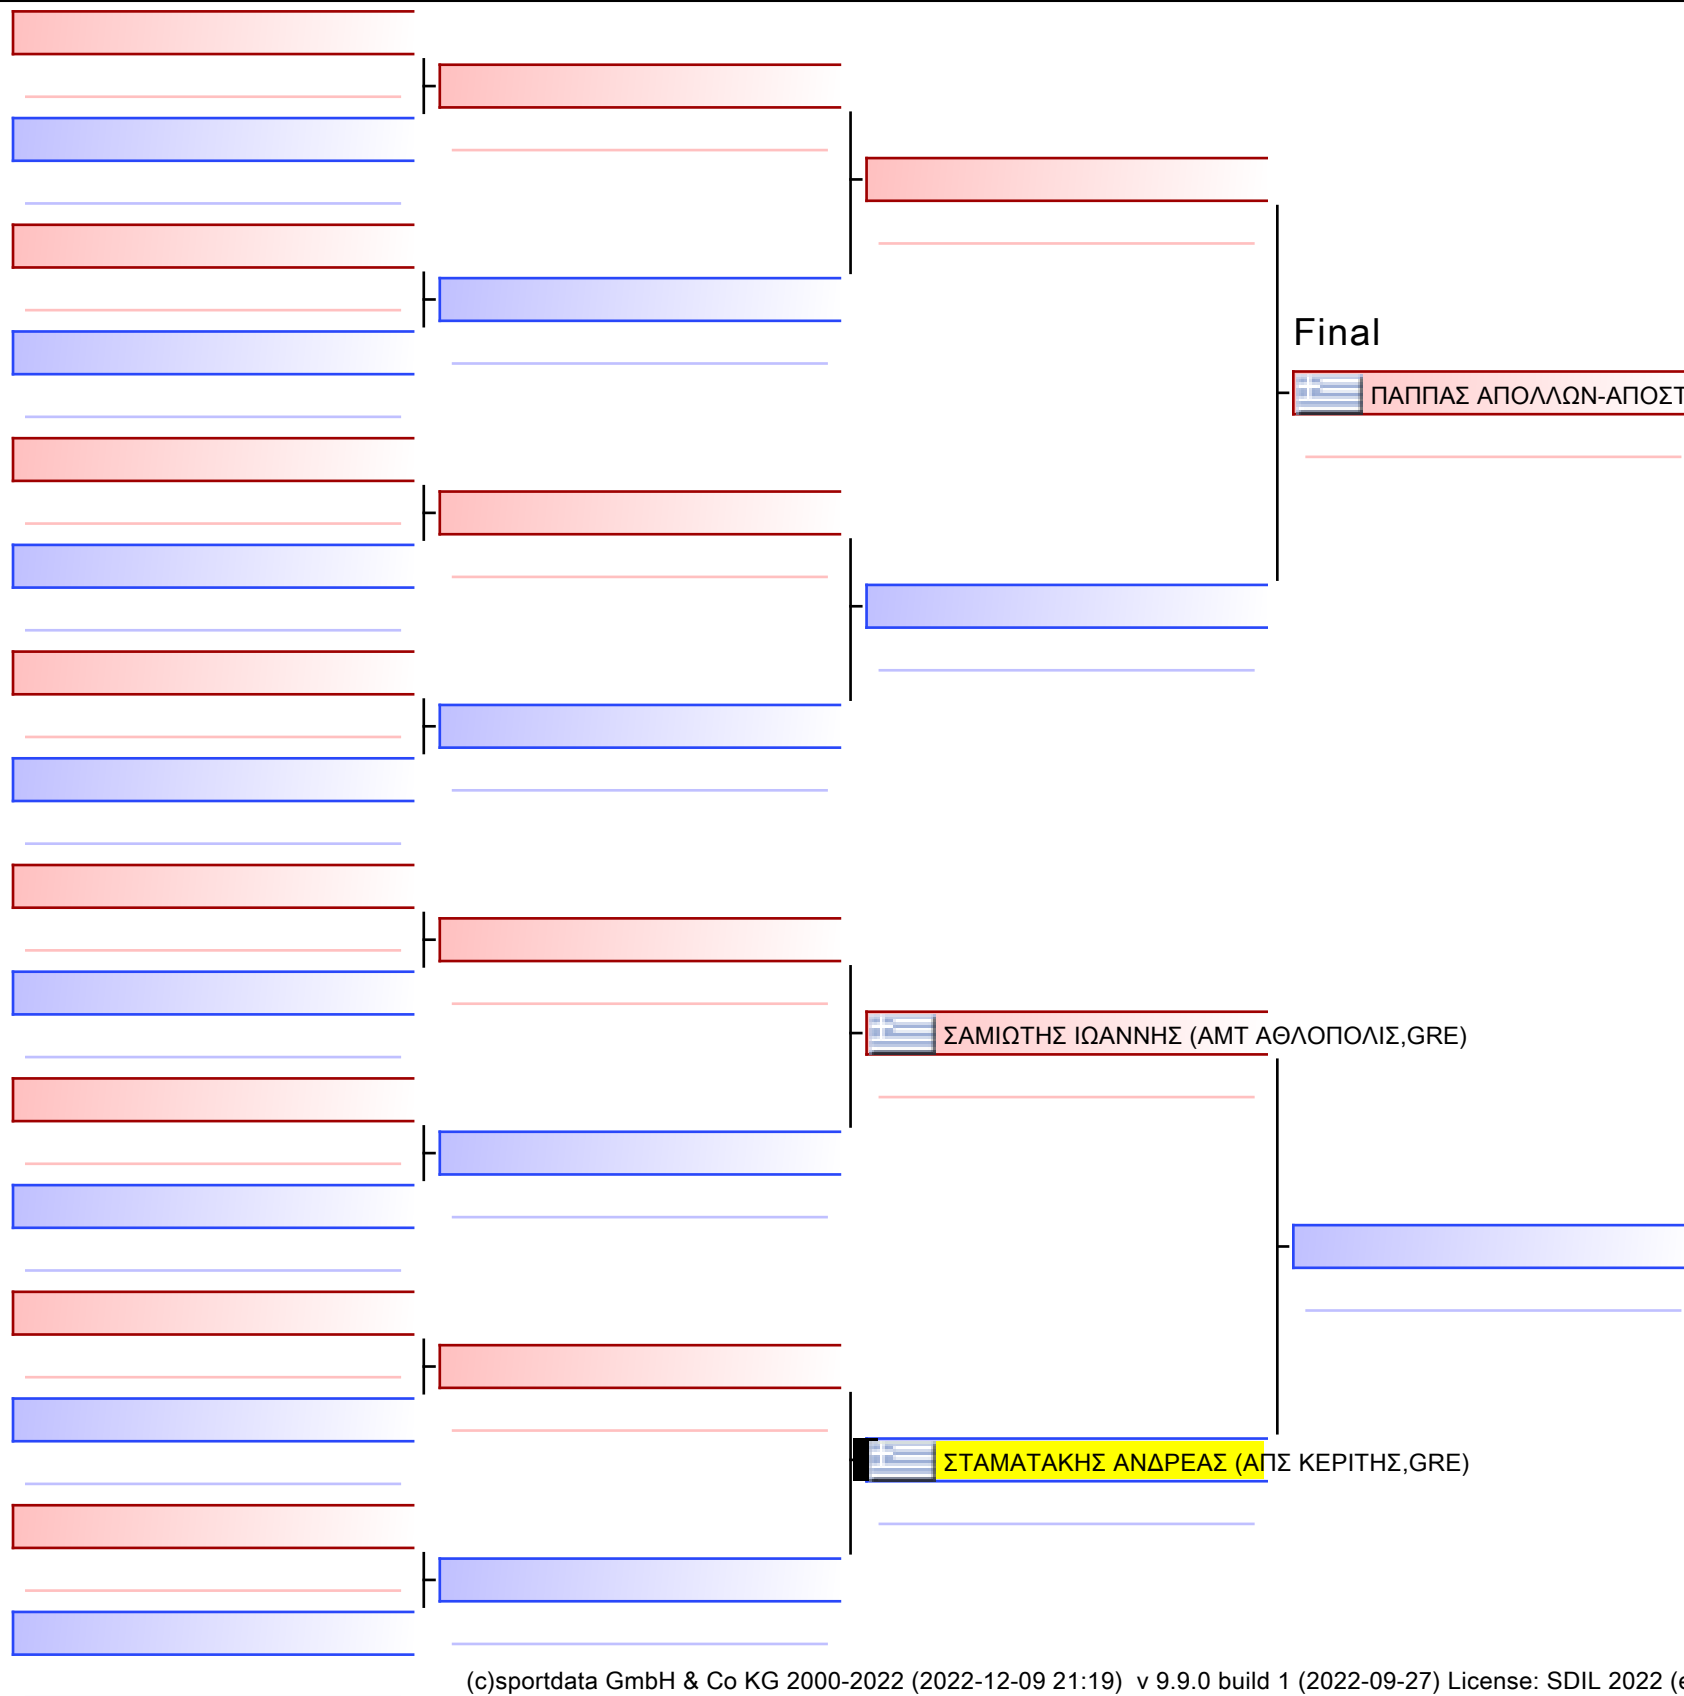 Final
ΠΑΠΠΑΣ ΑΠΟΛΛΩΝ-ΑΠΟΣΤ
ΣΑΜΙΩΤΗΣ ΙΩΑΝΝΗΣ (ΑΜΤ ΑΘΛΟΠΟΛΙΣ,GRE)
ΣΤΑΜΑΤΑΚΗΣ ΑΝΔΡΕΑΣ (ΑΠΣ ΚΕΡΙΤΗΣ,GRE)
(c)sportdata GmbH & Co KG 2000-2022 (2022-12-09 21:19)  v 9.9.0 build 1 (2022-09-27) License: SDIL 2022 (e